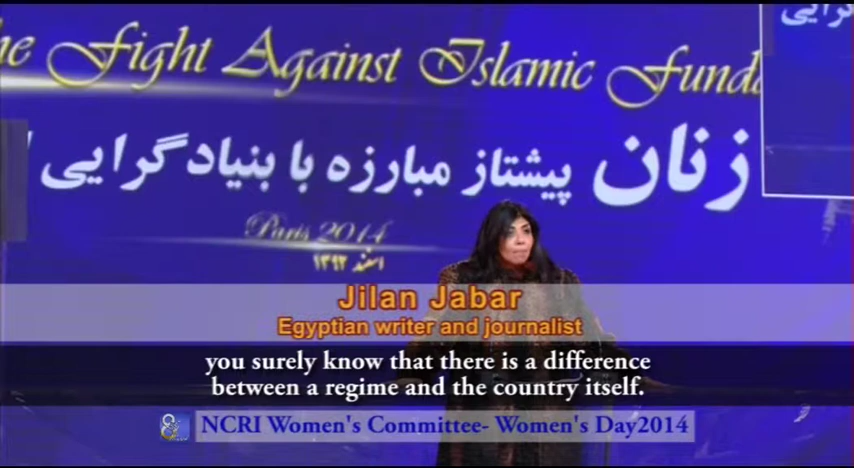 he Fight Against Islamic Fund
گرایی
زنان پیشتاز مبارزه با بنیادگرایی
Paris 2014
اسفند ۱۳۹۲
Jilan Jabar
Egyptian writer and journalist
you surely know that there is a difference
between a regime and the country itself.
NCRI Women's Committee- Women's Day2014